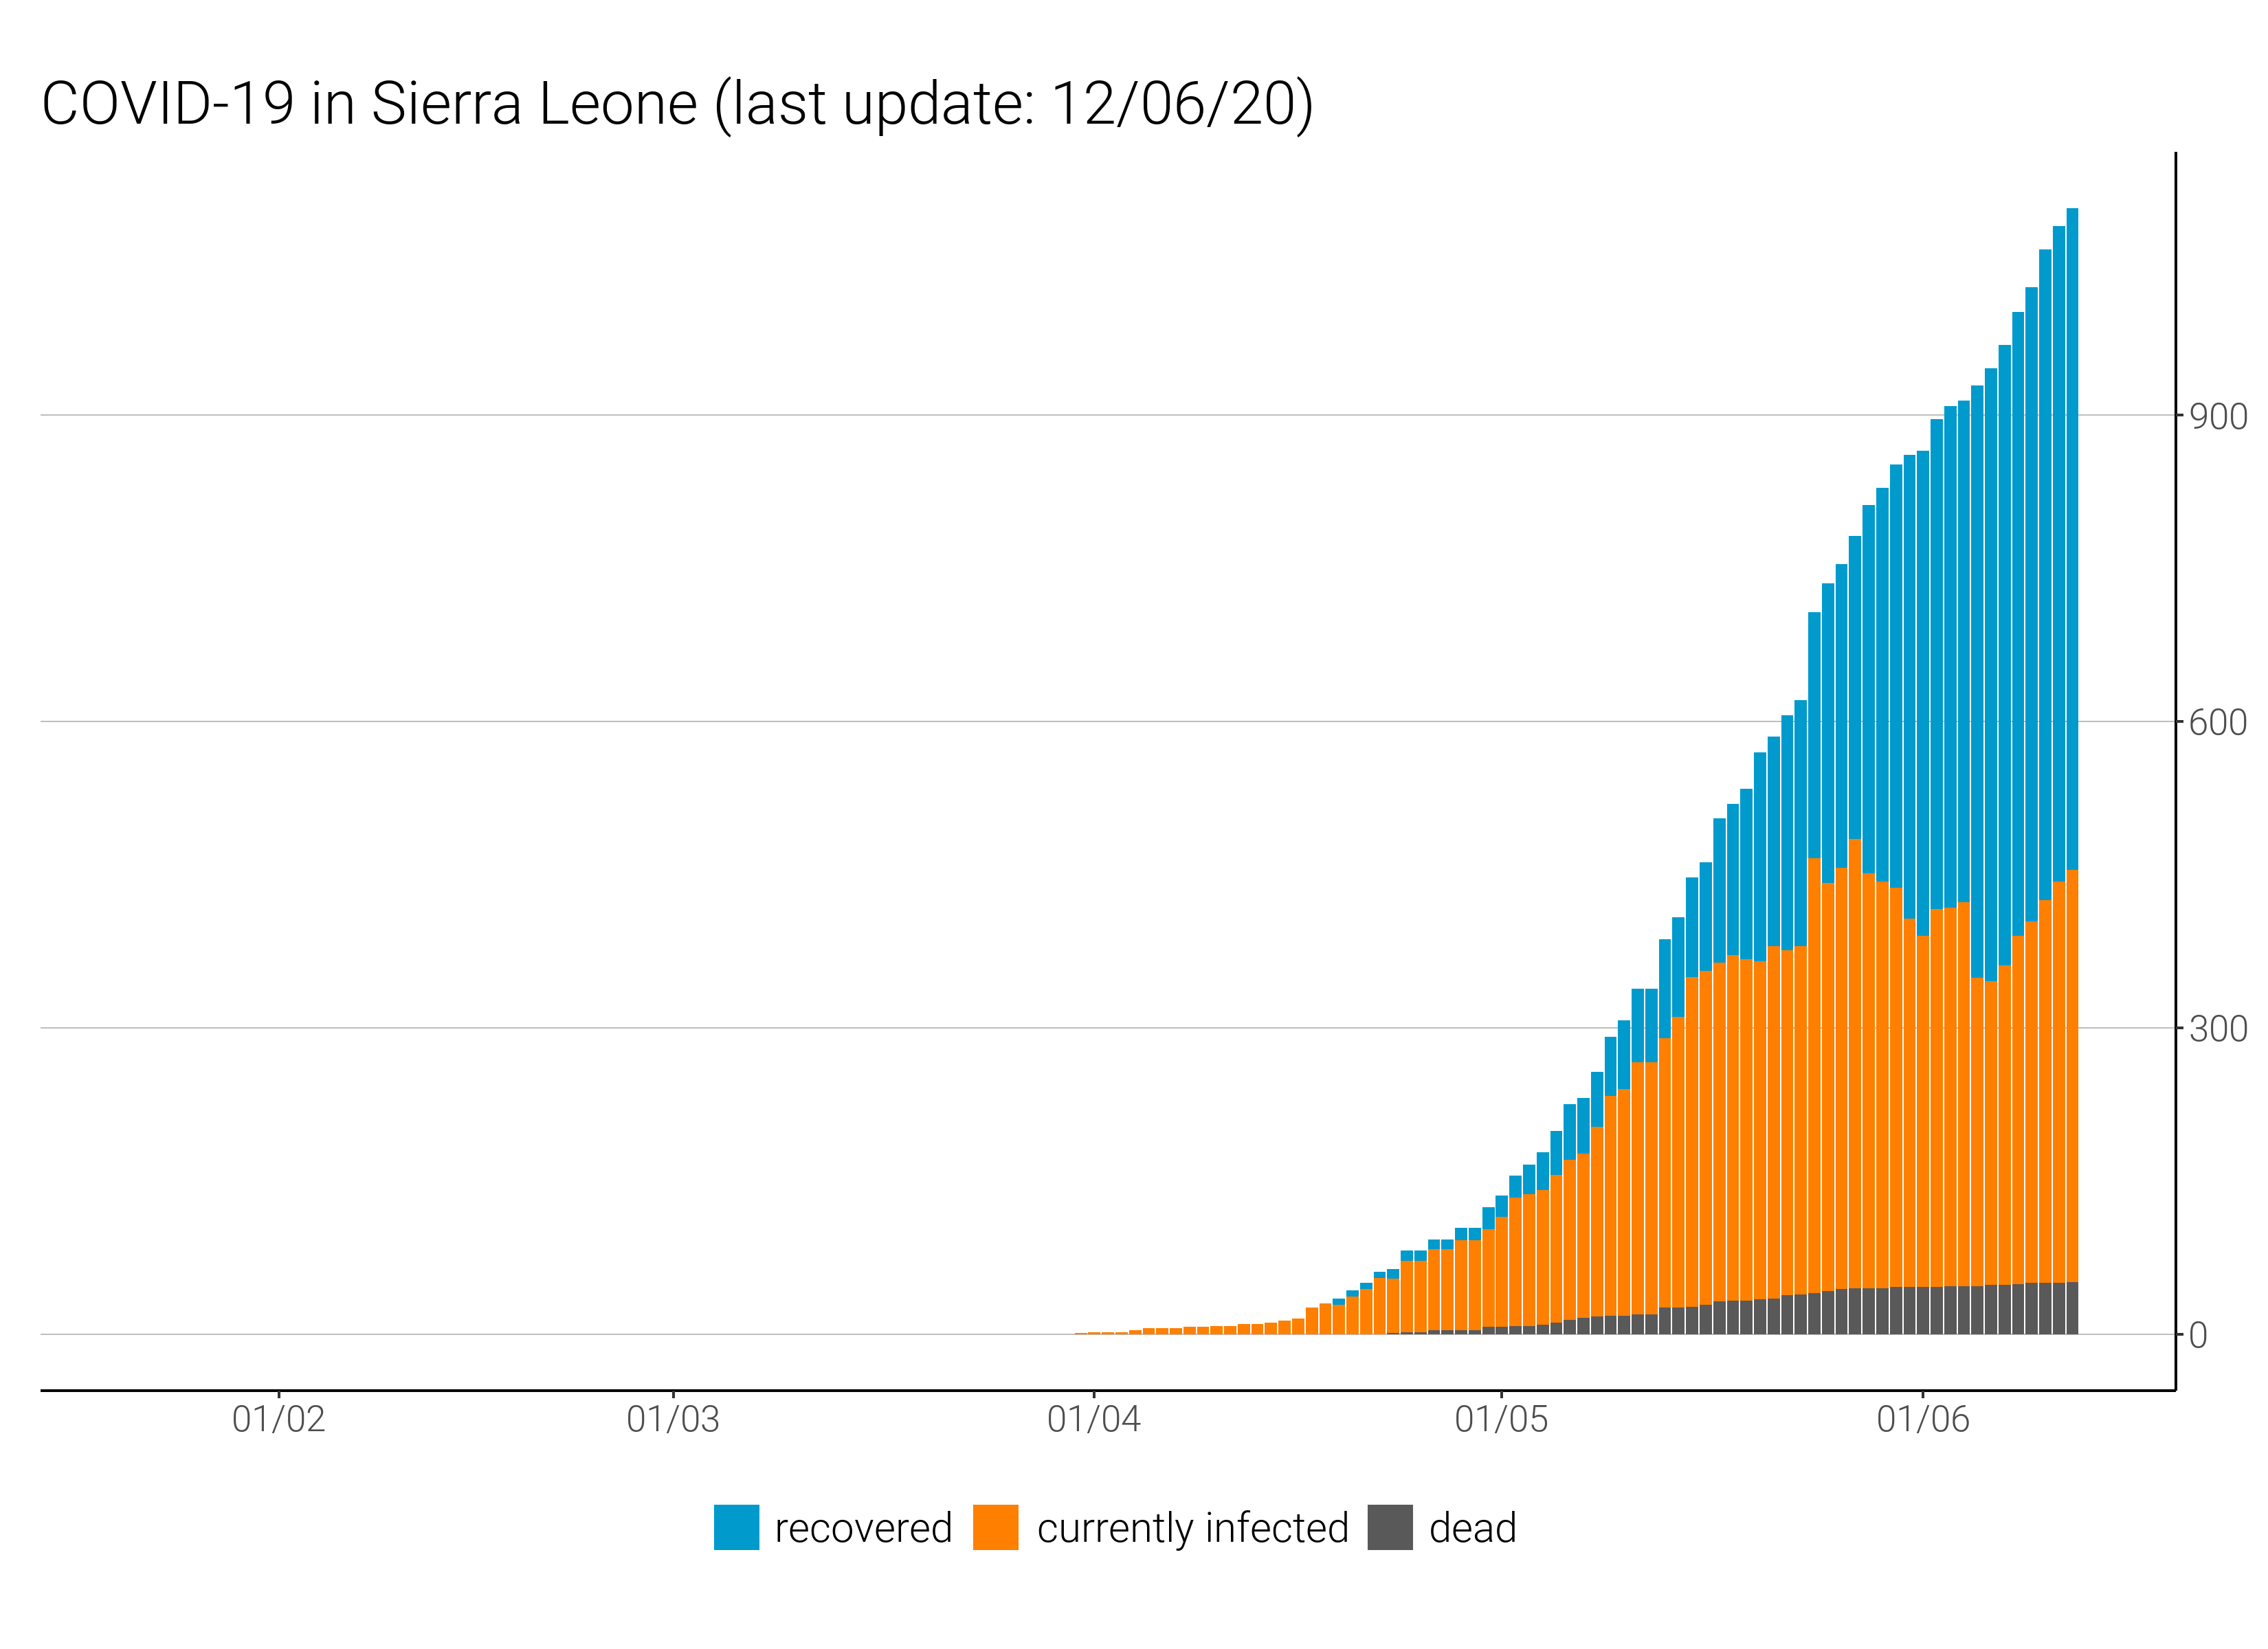 COVID-19 in Sierra Leone (last update: 12/06/20)
900
600
300
0
01/02 01/03 01/04 01/05 01/06
recovered currently infected dead